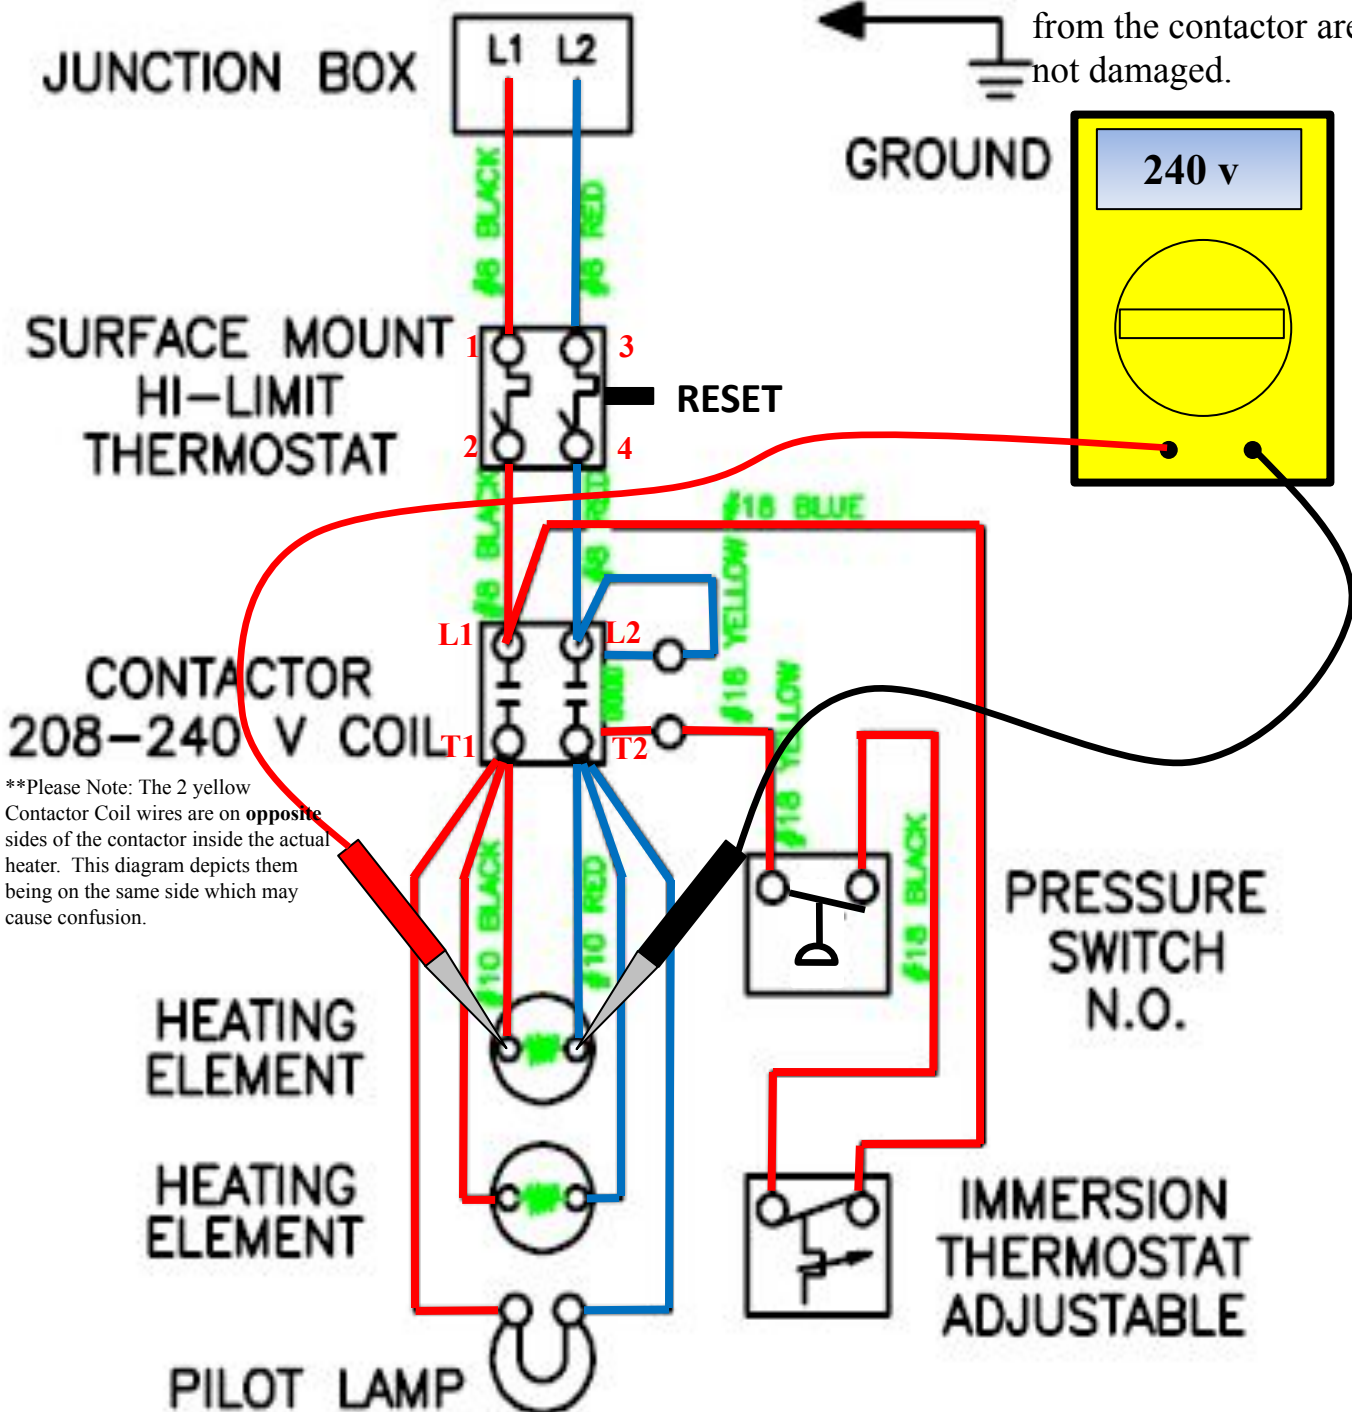 from the contactor are
not damaged.
L1 L2
JUNCTION BOX
GROUND
240 v
#8 BLACK
#8 RED
SURFACE MOUNT
HI-LIMIT
THERMOSTAT
1
3
2
4
RESET
#8 BLACK
#8 RED
#18 BLUE
#18 YELLOW
L1
L2
CONTACTOR
208-240 V COIL
T1
T2
#18 YELLOW
**Please Note: The 2 yellow
Contactor Coil wires are on opposite
sides of the contactor inside the actual
heater. This diagram depicts them
being on the same side which may
cause confusion.
#10 BLACK
#10 RED
#18 BLACK
PRESSURE
SWITCH
N.O.
HEATING
ELEMENT
HEATING
ELEMENT
IMMERSION
THERMOSTAT
ADJUSTABLE
PILOT LAMP